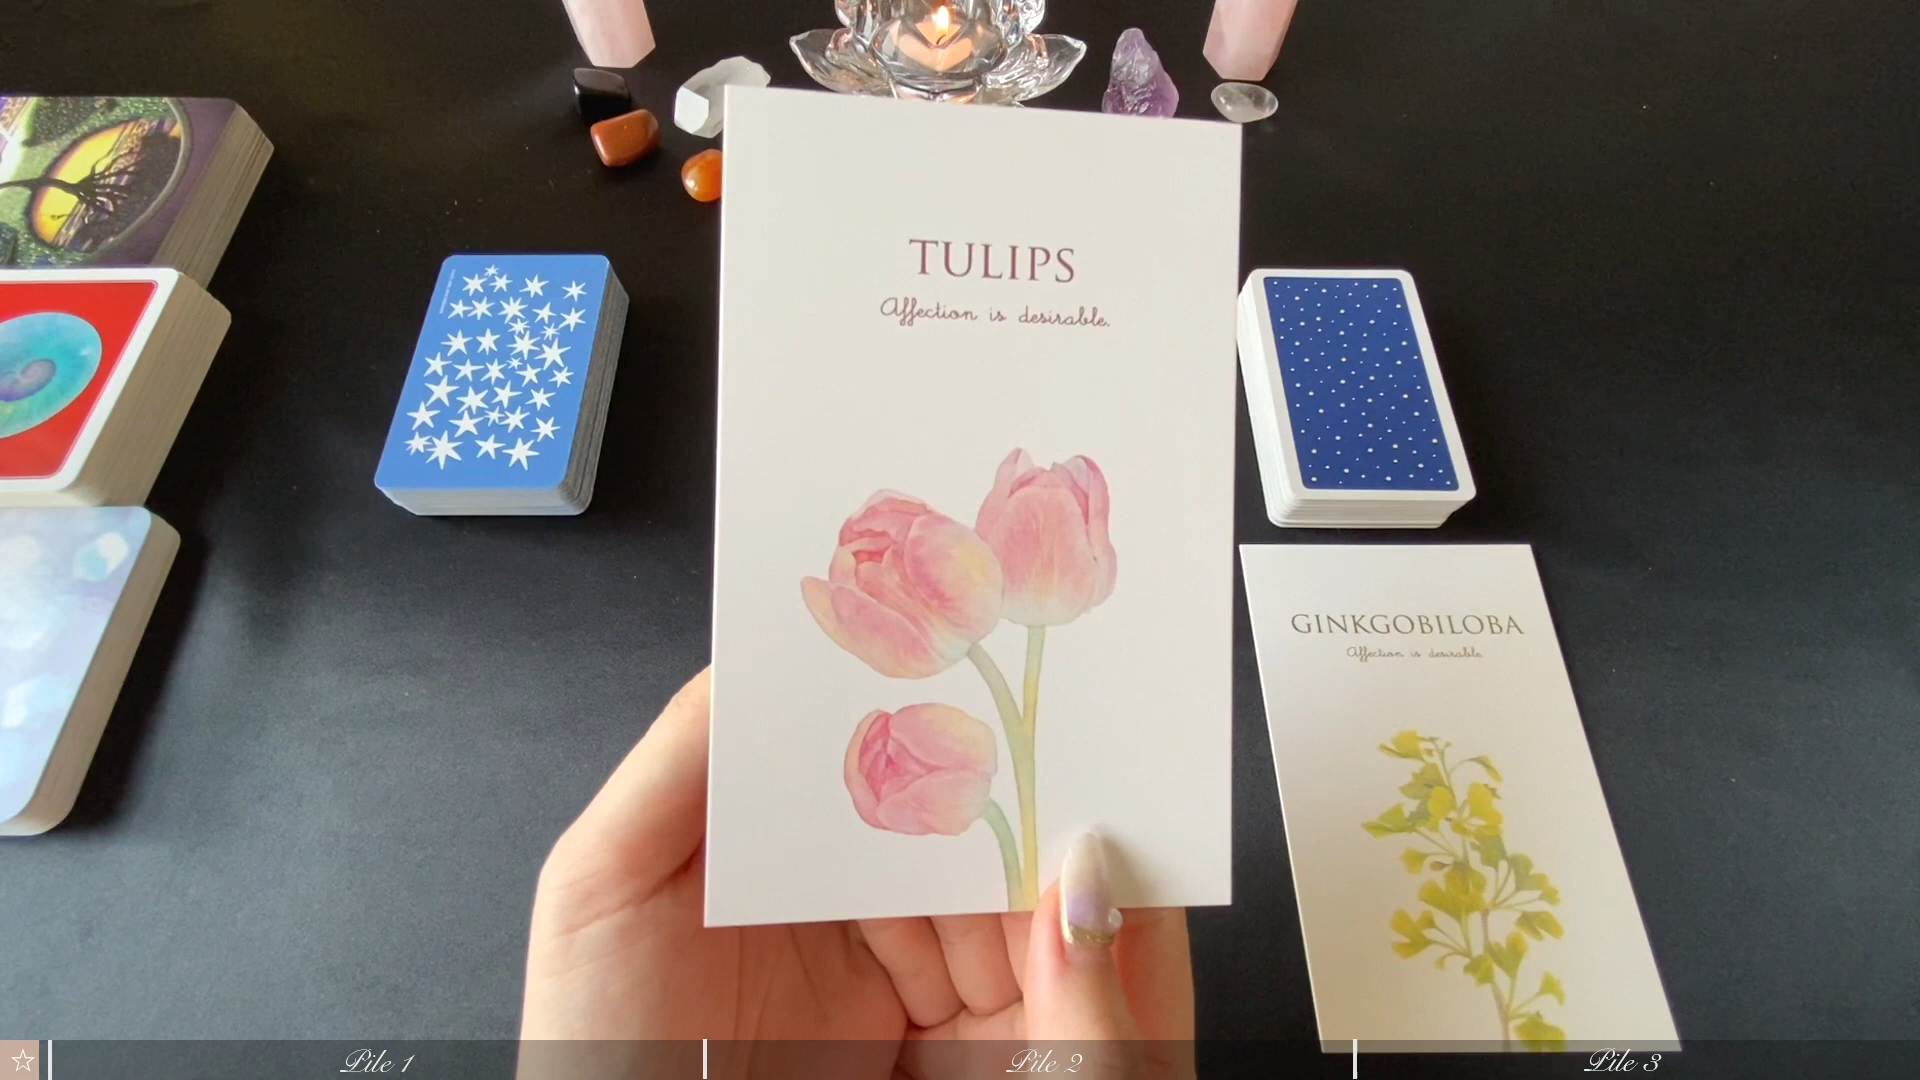 TULIPS
Affection is desirable.
GINKGOBILOBA
Affection is desirable.
Pile 1
Pile 2
Pile 3